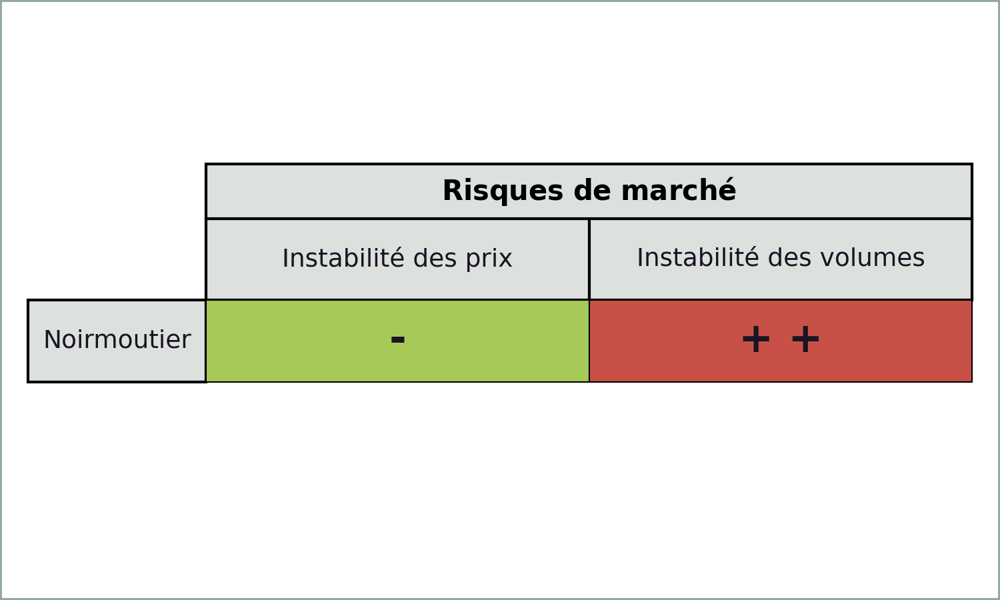 Risques de marché
Instabilité des prix
Instabilité des volumes
Noirmoutier
-
+ +